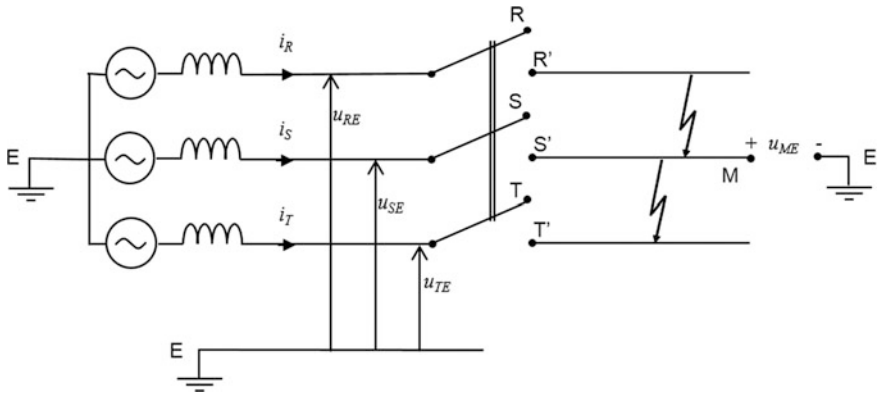 R
i_R
R'
u_RE
S
i_S
S'
E
+ u_ME -
E
M
u_SE
T
i_T
T'
u_TE
E